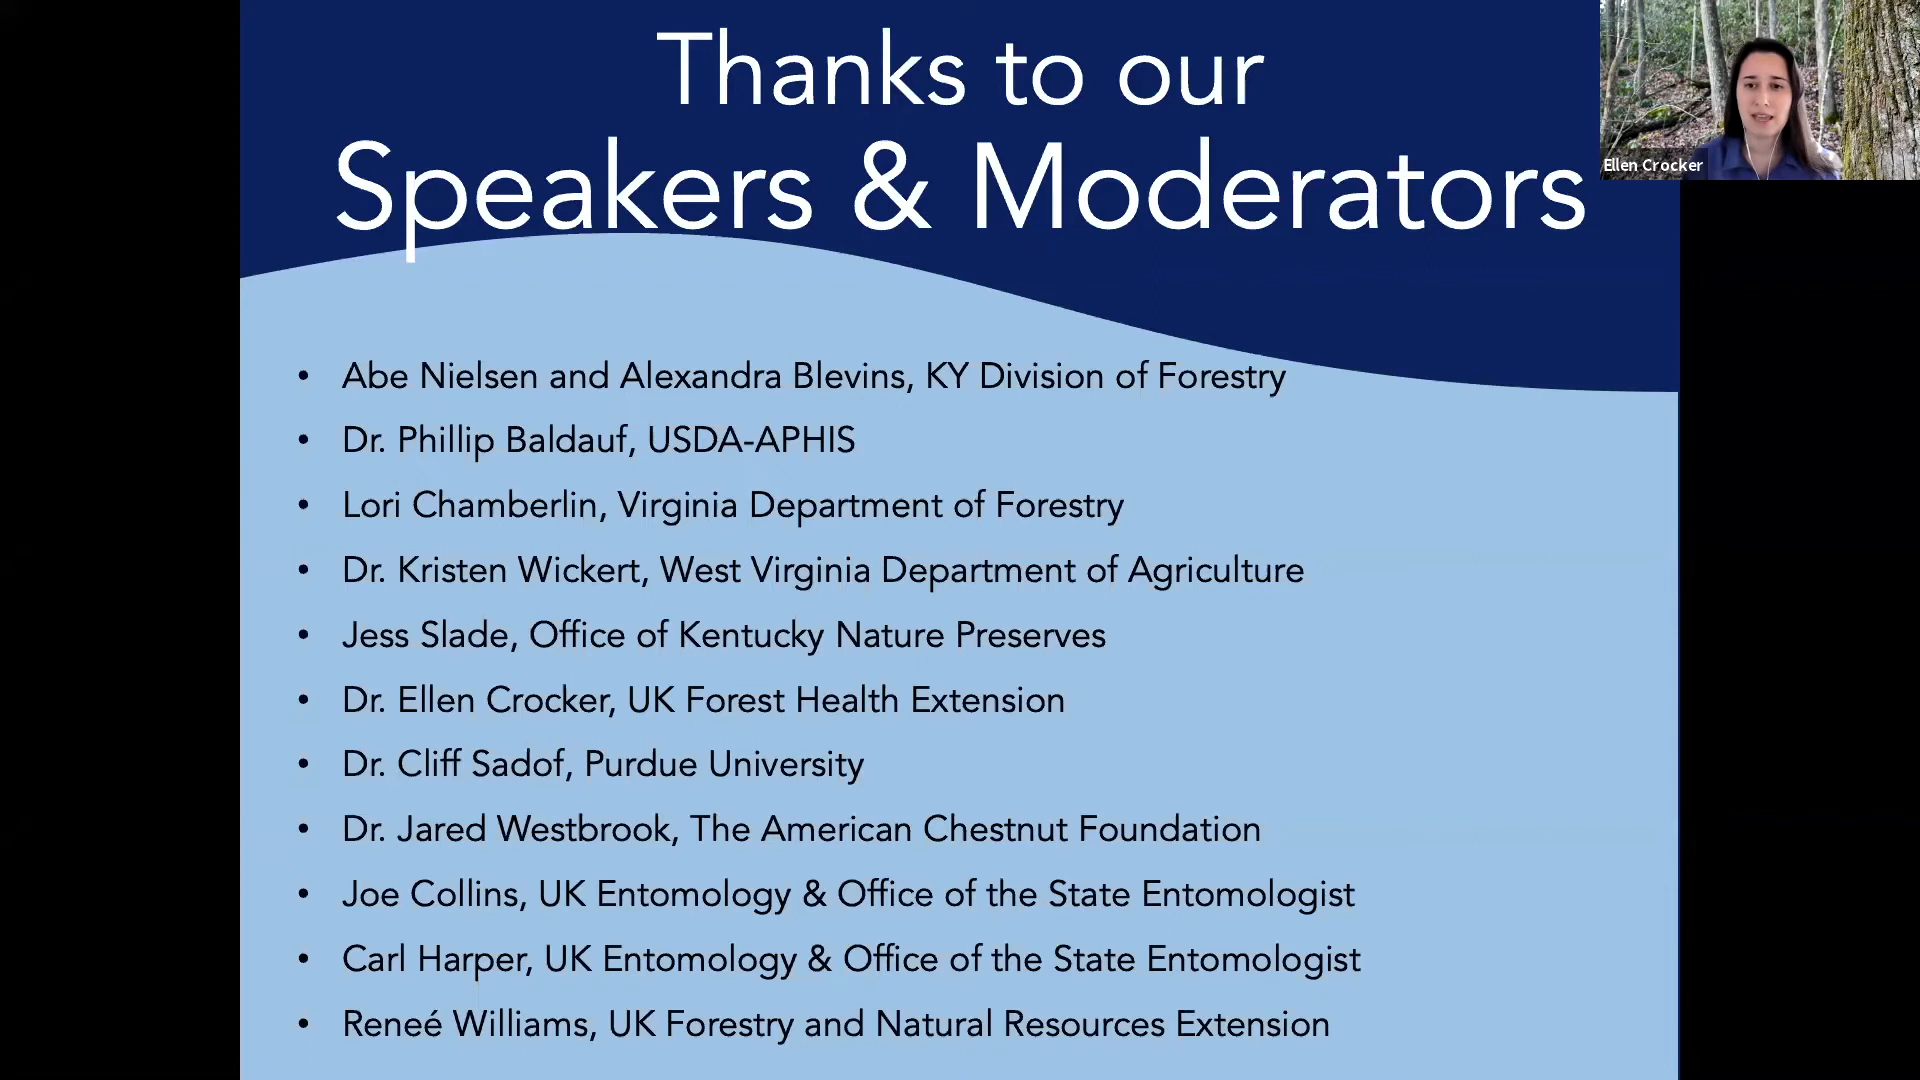 Thanks to our
Speakers & Moderators
Ellen Crocker
• Abe Nielsen and Alexandra Blevins, KY Division of Forestry
• Dr. Phillip Baldauf, USDA-APHIS
• Lori Chamberlin, Virginia Department of Forestry
• Dr. Kristen Wickert, West Virginia Department of Agriculture
• Jess Slade, Office of Kentucky Nature Preserves
• Dr. Ellen Crocker, UK Forest Health Extension
• Dr. Cliff Sadof, Purdue University
• Dr. Jared Westbrook, The American Chestnut Foundation
• Joe Collins, UK Entomology & Office of the State Entomologist
• Carl Harper, UK Entomology & Office of the State Entomologist
• Reneé Williams, UK Forestry and Natural Resources Extension